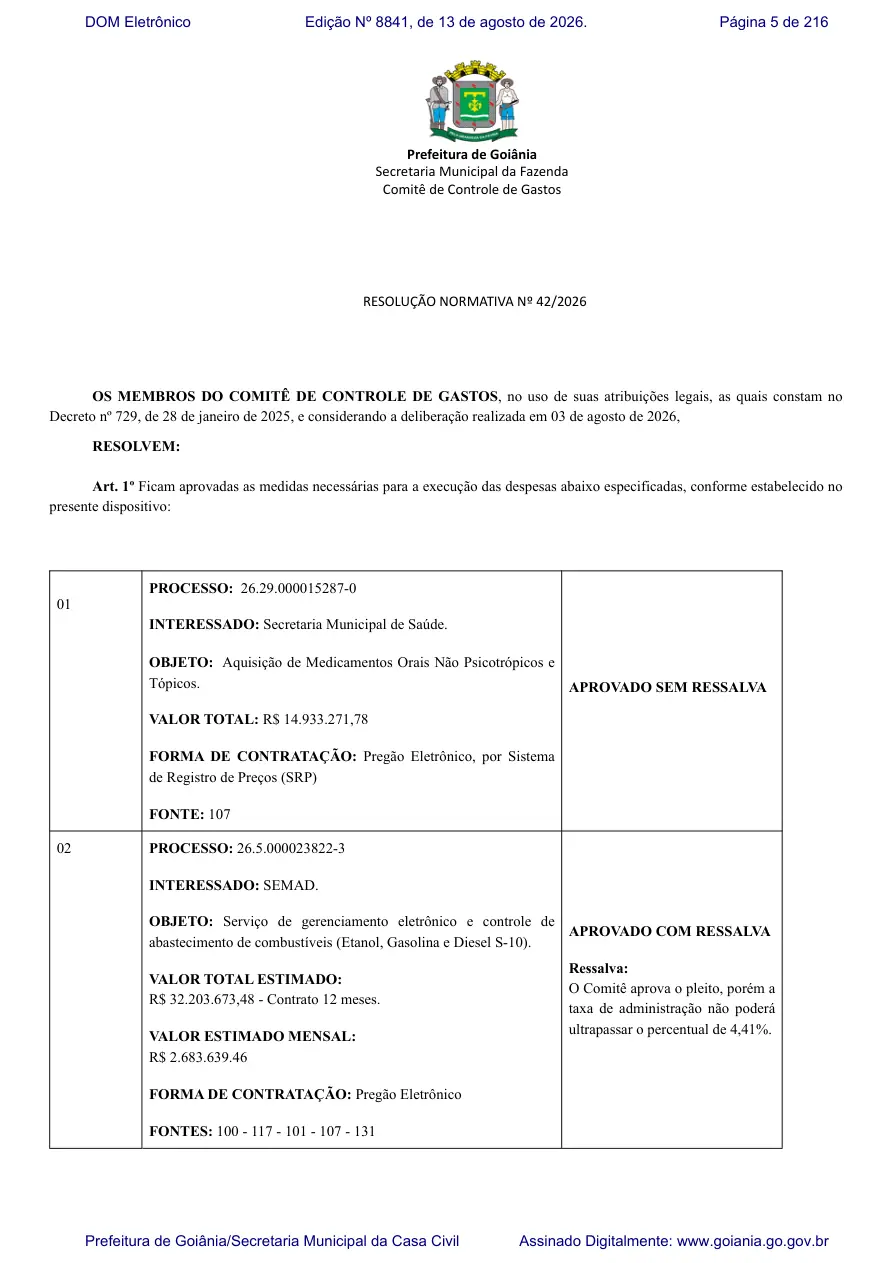 DOM Eletrônico Edição Nº 8841, de 13 de agosto de 2026. Página 5 de 216
Prefeitura de Goiânia
Secretaria Municipal da Fazenda
Comitê de Controle de Gastos
RESOLUÇÃO NORMATIVA Nº 42/2026
OS MEMBROS DO COMITÊ DE CONTROLE DE GASTOS, no uso de suas atribuições legais, as quais constam no
Decreto nº 729, de 28 de janeiro de 2025, e considerando a deliberação realizada em 03 de agosto de 2026,
RESOLVEM:
Art. 1º Ficam aprovadas as medidas necessárias para a execução das despesas abaixo especificadas, conforme estabelecido no
presente dispositivo:
01
PROCESSO: 26.29.000015287-0
INTERESSADO: Secretaria Municipal de Saúde.
OBJETO: Aquisição de Medicamentos Orais Não Psicotrópicos e
Tópicos.
VALOR TOTAL: R$ 14.933.271,78
FORMA DE CONTRATAÇÃO: Pregão Eletrônico, por Sistema
de Registro de Preços (SRP)
FONTE: 107
APROVADO SEM RESSALVA
02
PROCESSO: 26.5.000023822-3
INTERESSADO: SEMAD.
OBJETO: Serviço de gerenciamento eletrônico e controle de
abastecimento de combustíveis (Etanol, Gasolina e Diesel S-10).
VALOR TOTAL ESTIMADO:
R$ 32.203.673,48 - Contrato 12 meses.
VALOR ESTIMADO MENSAL:
R$ 2.683.639.46
FORMA DE CONTRATAÇÃO: Pregão Eletrônico
FONTES: 100 - 117 - 101 - 107 - 131
APROVADO COM RESSALVA
Ressalva:
O Comitê aprova o pleito, porém a
taxa de administração não poderá
ultrapassar o percentual de 4,41%.
Prefeitura de Goiânia/Secretaria Municipal da Casa Civil Assinado Digitalmente: www.goiania.go.gov.br